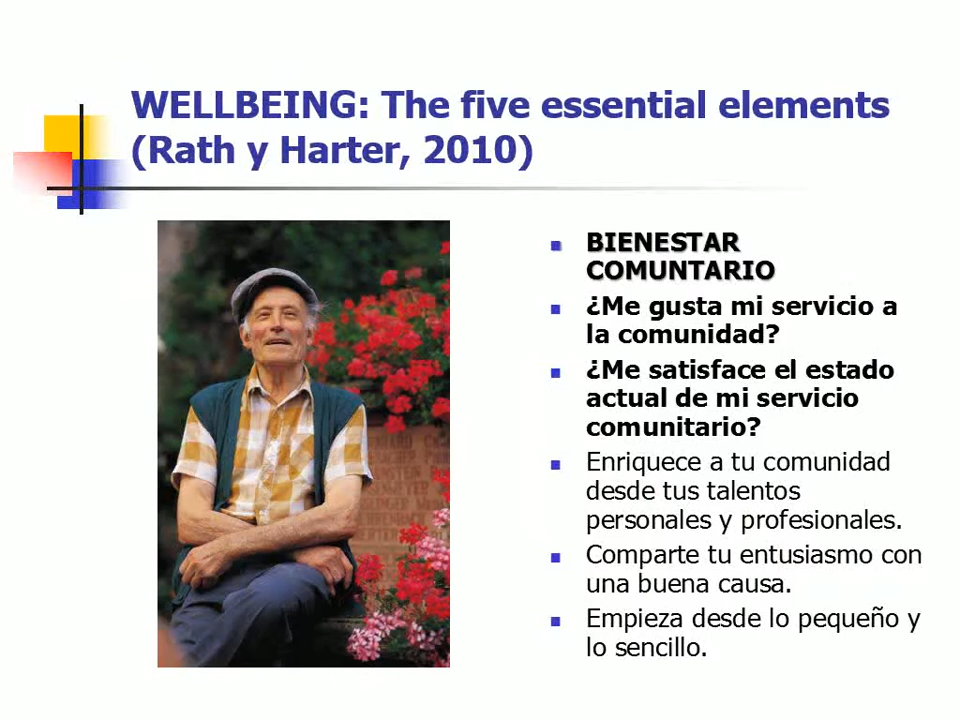 WELLBEING: The five essential elements
(Rath y Harter, 2010)
BIENESTAR
COMUNTARIO
¿Me gusta mi servicio a
la comunidad?
¿Me satisface el estado
actual de mi servicio
comunitario?
Enriquece a tu comunidad
desde tus talentos
personales y profesionales.
Comparte tu entusiasmo con
una buena causa.
Empieza desde lo pequeño y
lo sencillo.